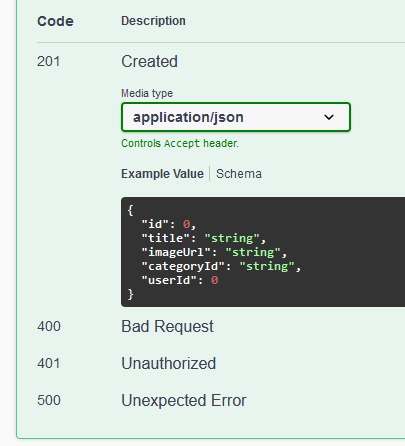 Code Description
201 Created
Media type
application/json
Controls Accept header.
Example Value Schema
{
  "id": 0,
  "title": "string",
  "imageUrl": "string",
  "categoryId": "string",
  "userId": 0
}
400 Bad Request
401 Unauthorized
500 Unexpected Error